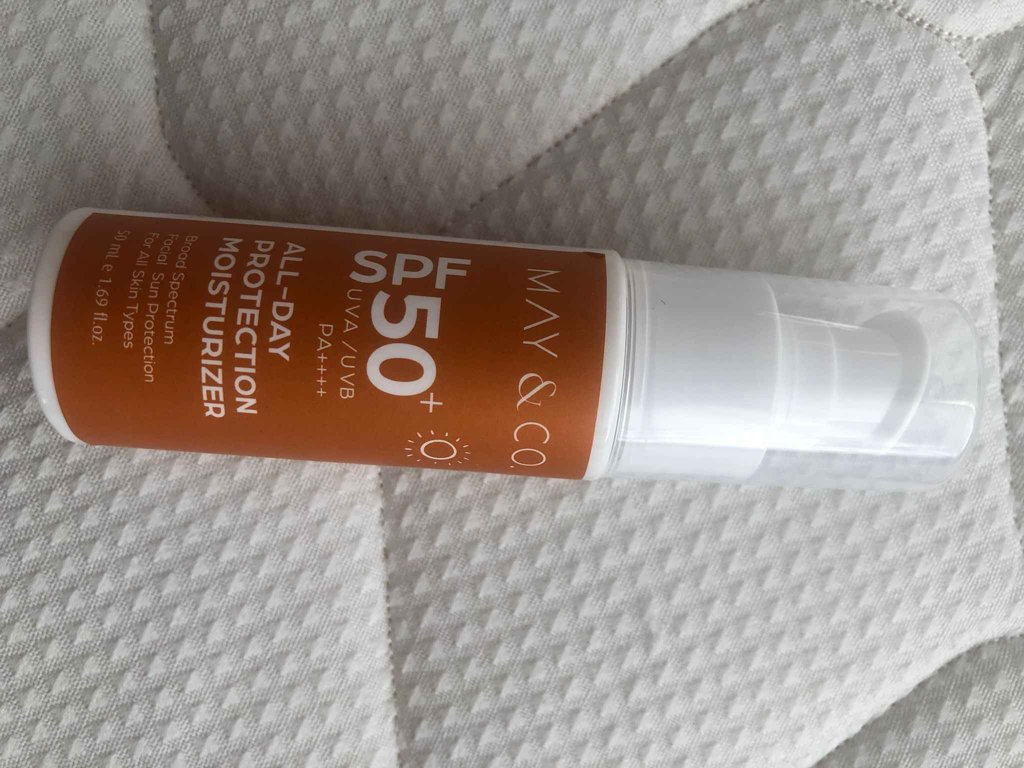 MAY & CO.
SPF
50+
UVA / UVB
PA++++
ALL-DAY
PROTECTION
MOISTURIZER
Broad Spectrum
Facial Sun Protection
For All Skin Types
50 mL e 1.69 fl.oz.